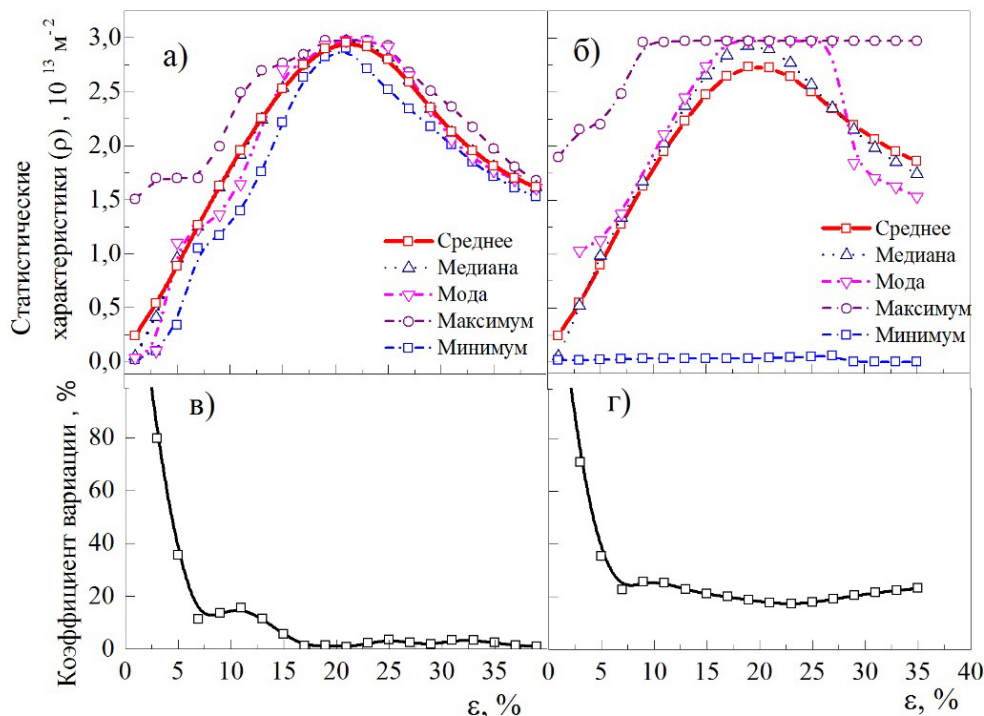 Статистические
характеристики (ρ) , 10 ¹³ м⁻²
3,0
2,5
2,0
1,5
1,0
0,5
0,0
а)
Среднее
Медиана
Мода
Максимум
Минимум
б)
Среднее
Медиана
Мода
Максимум
Минимум
Коэффициент вариации , %
80
60
40
20
0
в)
г)
0 5 10 15 20 25 30 35 0 5 10 15 20 25 30 35 40
ε, % ε, %